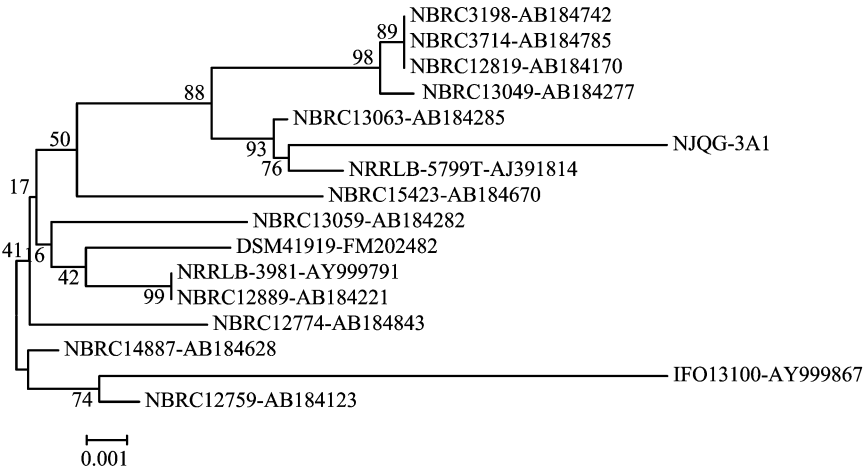 NBRC3198-AB184742
89
NBRC3714-AB184785
98
NBRC12819-AB184170
88
NBRC13049-AB184277
NBRC13063-AB184285
50
93
NJQG-3A1
76
NRRLB-5799T-AJ391814
17
NBRC15423-AB184670
NBRC13059-AB184282
41
6
DSM41919-FM202482
42
NRRLB-3981-AY999791
99
NBRC12889-AB184221
NBRC12774-AB184843
NBRC14887-AB184628
IFO13100-AY999867
74
NBRC12759-AB184123
0.001